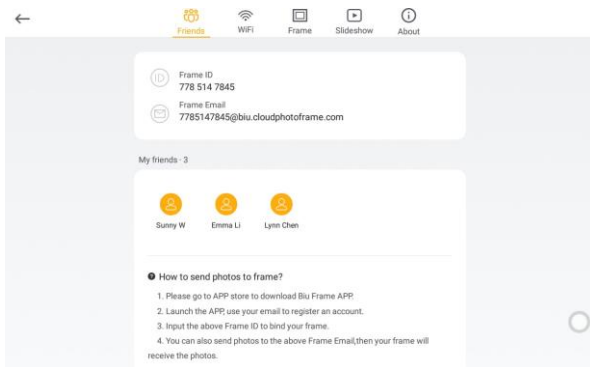 Friends WiFi Frame Slideshow About
ID
Frame ID
778 514 7845
Frame Email
7785147845@biu.cloudphotoframe.com
My friends · 3
Sunny W Emma Li Lynn Chen
How to send photos to frame?
1. Please go to APP store to download Biu Frame APP.
2. Launch the APP, use your email to register an account.
3. Input the above Frame ID to bind your frame.
4. You can also send photos to the above Frame Email,then your frame will
receive the photos.